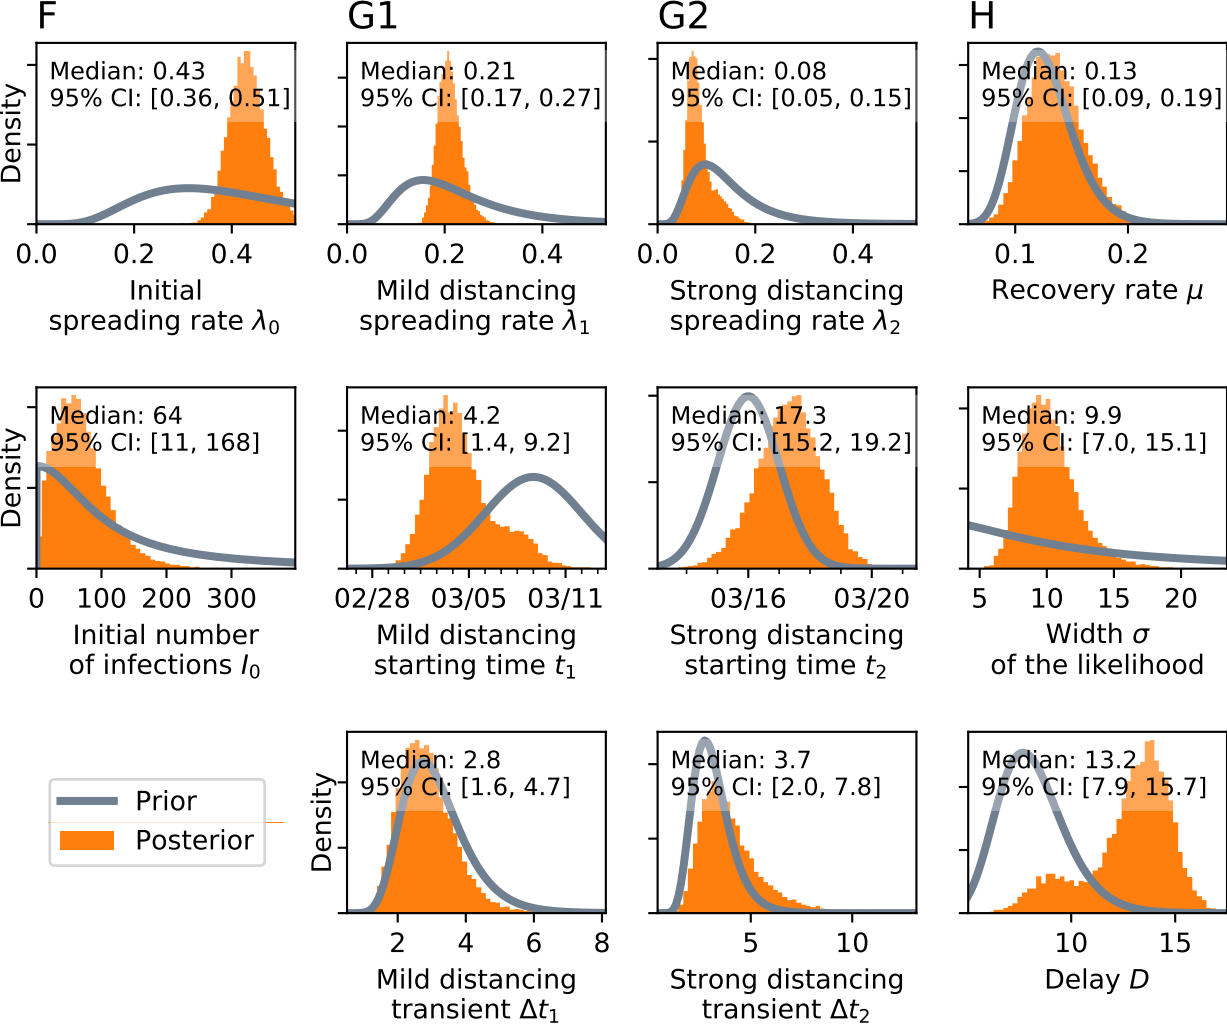 F G1 G2 H
Density
Median: 0.43
95% CI: [0.36, 0.51]
0.0 0.2 0.4
Initial
spreading rate λ₀
Median: 0.21
95% CI: [0.17, 0.27]
0.0 0.2 0.4
Mild distancing
spreading rate λ₁
Median: 0.08
95% CI: [0.05, 0.15]
0.0 0.2 0.4
Strong distancing
spreading rate λ₂
Median: 0.13
95% CI: [0.09, 0.19]
0.1 0.2
Recovery rate μ
Density
Median: 64
95% CI: [11, 168]
0 100 200 300
Initial number
of infections I₀
Median: 4.2
95% CI: [1.4, 9.2]
02/28 03/05 03/11
Mild distancing
starting time t₁
Median: 17.3
95% CI: [15.2, 19.2]
03/16 03/20
Strong distancing
starting time t₂
Median: 9.9
95% CI: [7.0, 15.1]
5 10 15 20
Width σ
of the likelihood
Prior
Posterior
Density
Median: 2.8
95% CI: [1.6, 4.7]
2 4 6 8
Mild distancing
transient Δt₁
Median: 3.7
95% CI: [2.0, 7.8]
5 10
Strong distancing
transient Δt₂
Median: 13.2
95% CI: [7.9, 15.7]
10 15
Delay D